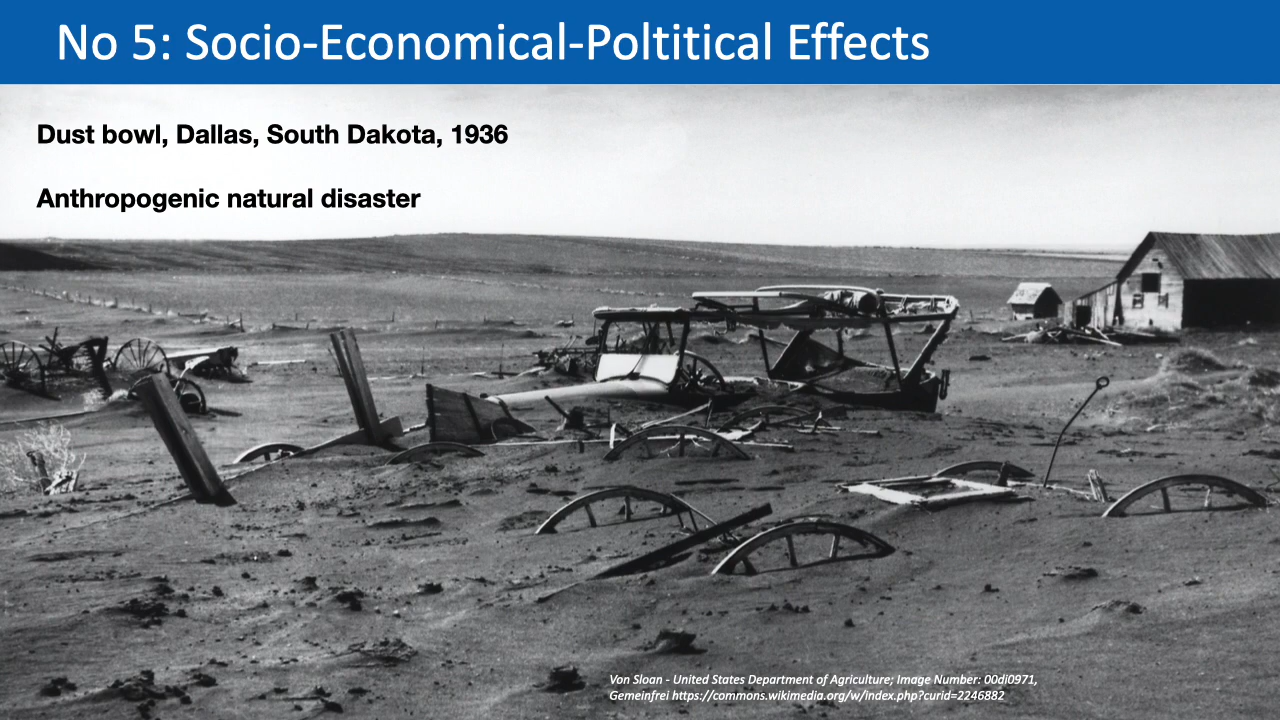 No 5: Socio-Economical-Poltitical Effects
Dust bowl, Dallas, South Dakota, 1936
Anthropogenic natural disaster
Von Sloan - United States Department of Agriculture; Image Number: 00di0971,
Gemeinfrei https://commons.wikimedia.org/w/index.php?curid=2246882